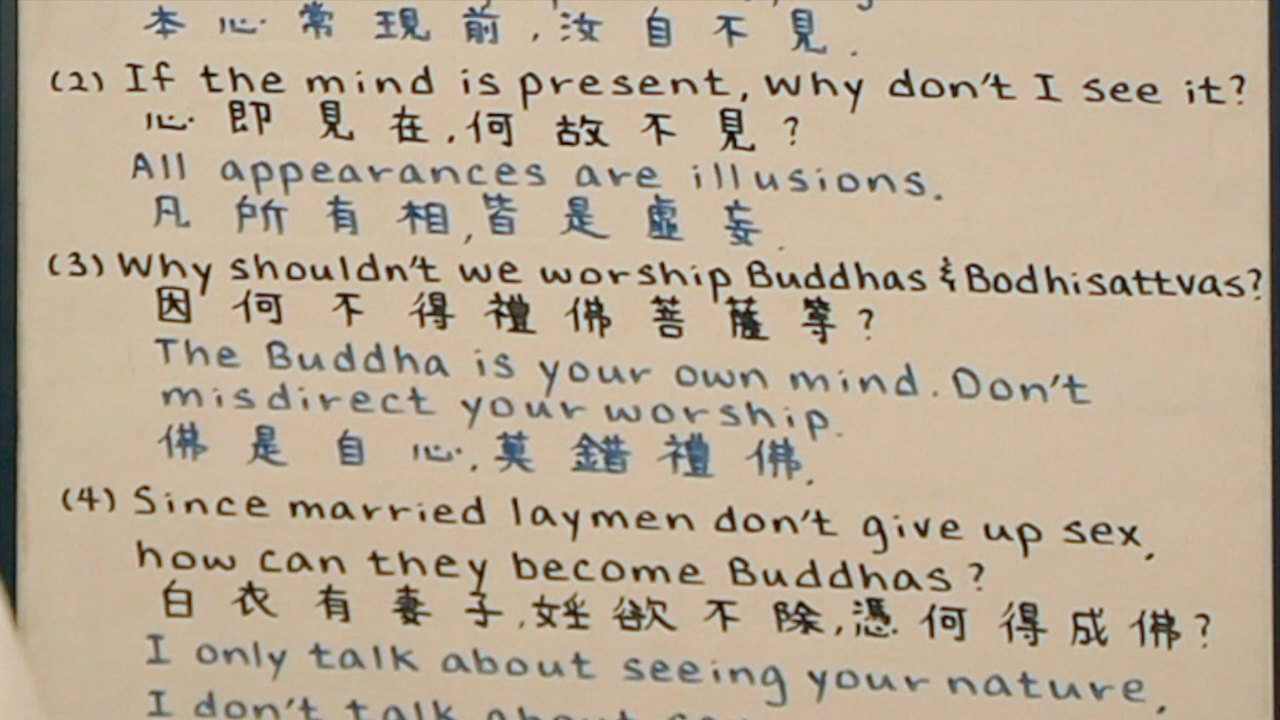 本心常現前,汝自不見.
(2) If the mind is present, why don't I see it?
心即見在,何故不見?
All appearances are illusions.
凡所有相,皆是虛妄.
(3) Why shouldn't we worship Buddhas & Bodhisattvas?
因何不得禮佛菩薩等?
The Buddha is your own mind. Don't
misdirect your worship.
佛是自心,莫錯禮佛.
(4) Since married laymen don't give up sex,
how can they become Buddhas?
白衣有妻子,婬欲不除,憑何得成佛?
I only talk about seeing your nature,
I don't talk about